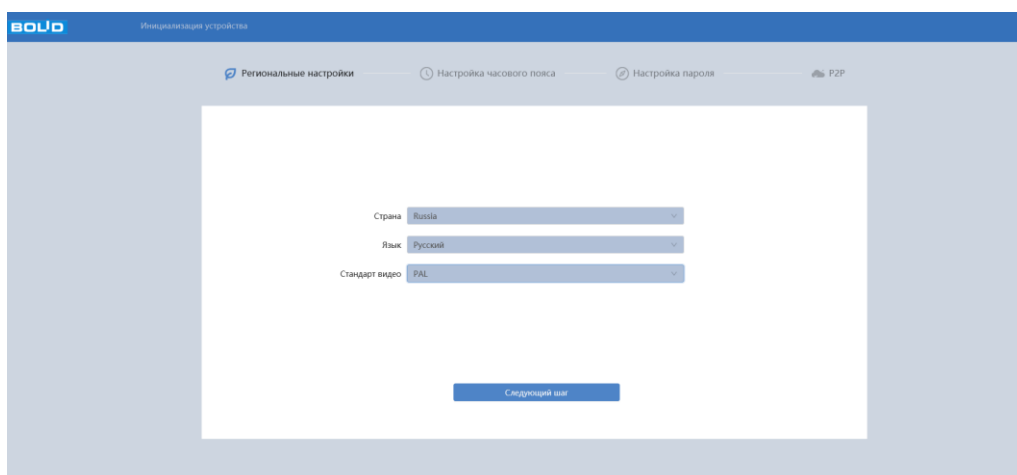 BOLID Инициализация устройства
Региональные настройки Настройка часового пояса Настройка пароля P2P
Страна Russia
Язык Русский
Стандарт видео PAL
Следующий шаг